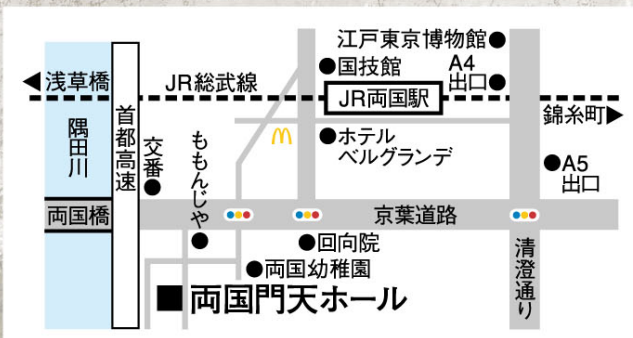 江戸東京博物館
国技館
A4
出口
浅草橋
JR総武線
JR両国駅
錦糸町
隅田川
首都高速
交番
ももんじや
ホテル
ベルグランデ
A5
出口
両国橋
京葉道路
回向院
清澄通り
両国幼稚園
両国門天ホール